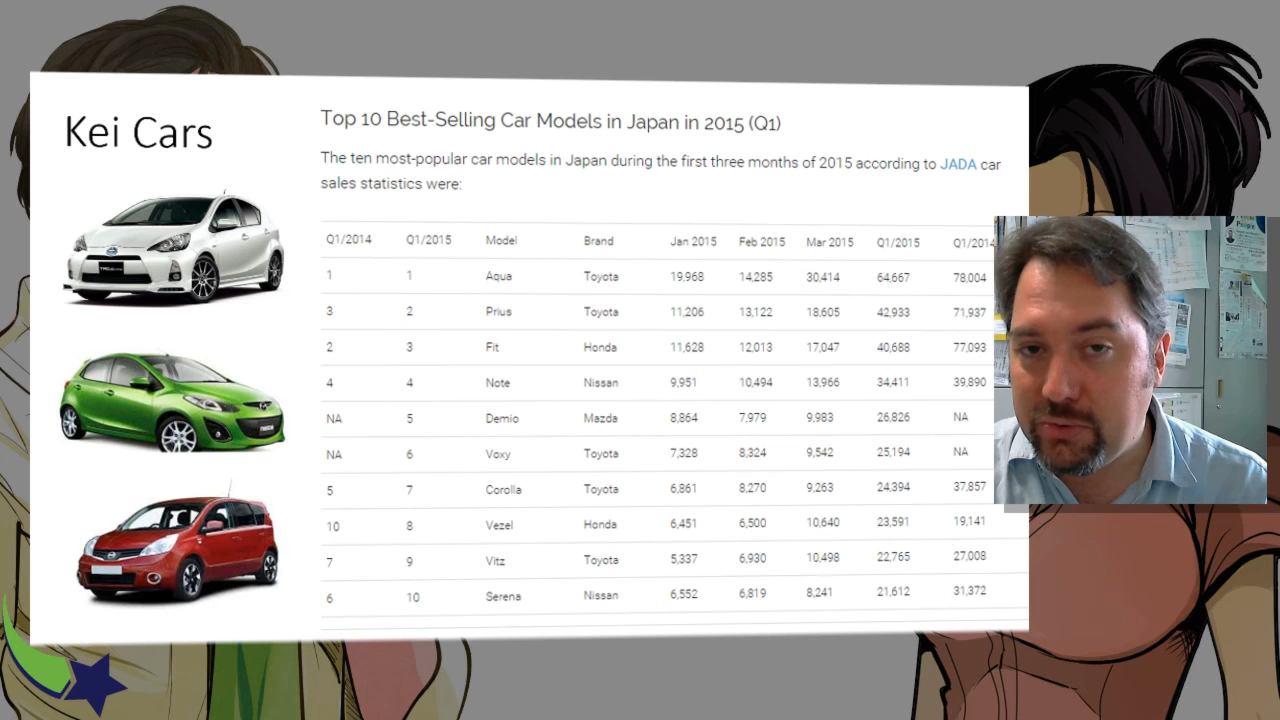 Kei Cars
Top 10 Best-Selling Car Models in Japan in 2015 (Q1)
The ten most-popular car models in Japan during the first three months of 2015 according to JADA car
sales statistics were:
Q1/2014 Q1/2015 Model Brand Jan 2015 Feb 2015 Mar 2015 Q1/2015 Q1/2014
1 1 Aqua Toyota 19,968 14,285 30,414 64,667 78,004
3 2 Prius Toyota 11,206 13,122 18,605 42,933 71,937
2 3 Fit Honda 11,628 12,013 17,047 40,688 77,093
4 4 Note Nissan 9,951 10,494 13,966 34,411 39,890
NA 5 Demio Mazda 8,864 7,979 9,983 26,826 NA
NA 6 Voxy Toyota 7,328 8,324 9,542 25,194 NA
5 7 Corolla Toyota 6,861 8,270 9,263 24,394 37,857
10 8 Vezel Honda 6,451 6,500 10,640 23,591 19,141
7 9 Vitz Toyota 5,337 6,930 10,498 22,765 27,008
6 10 Serena Nissan 6,552 6,819 8,241 21,612 31,372
People